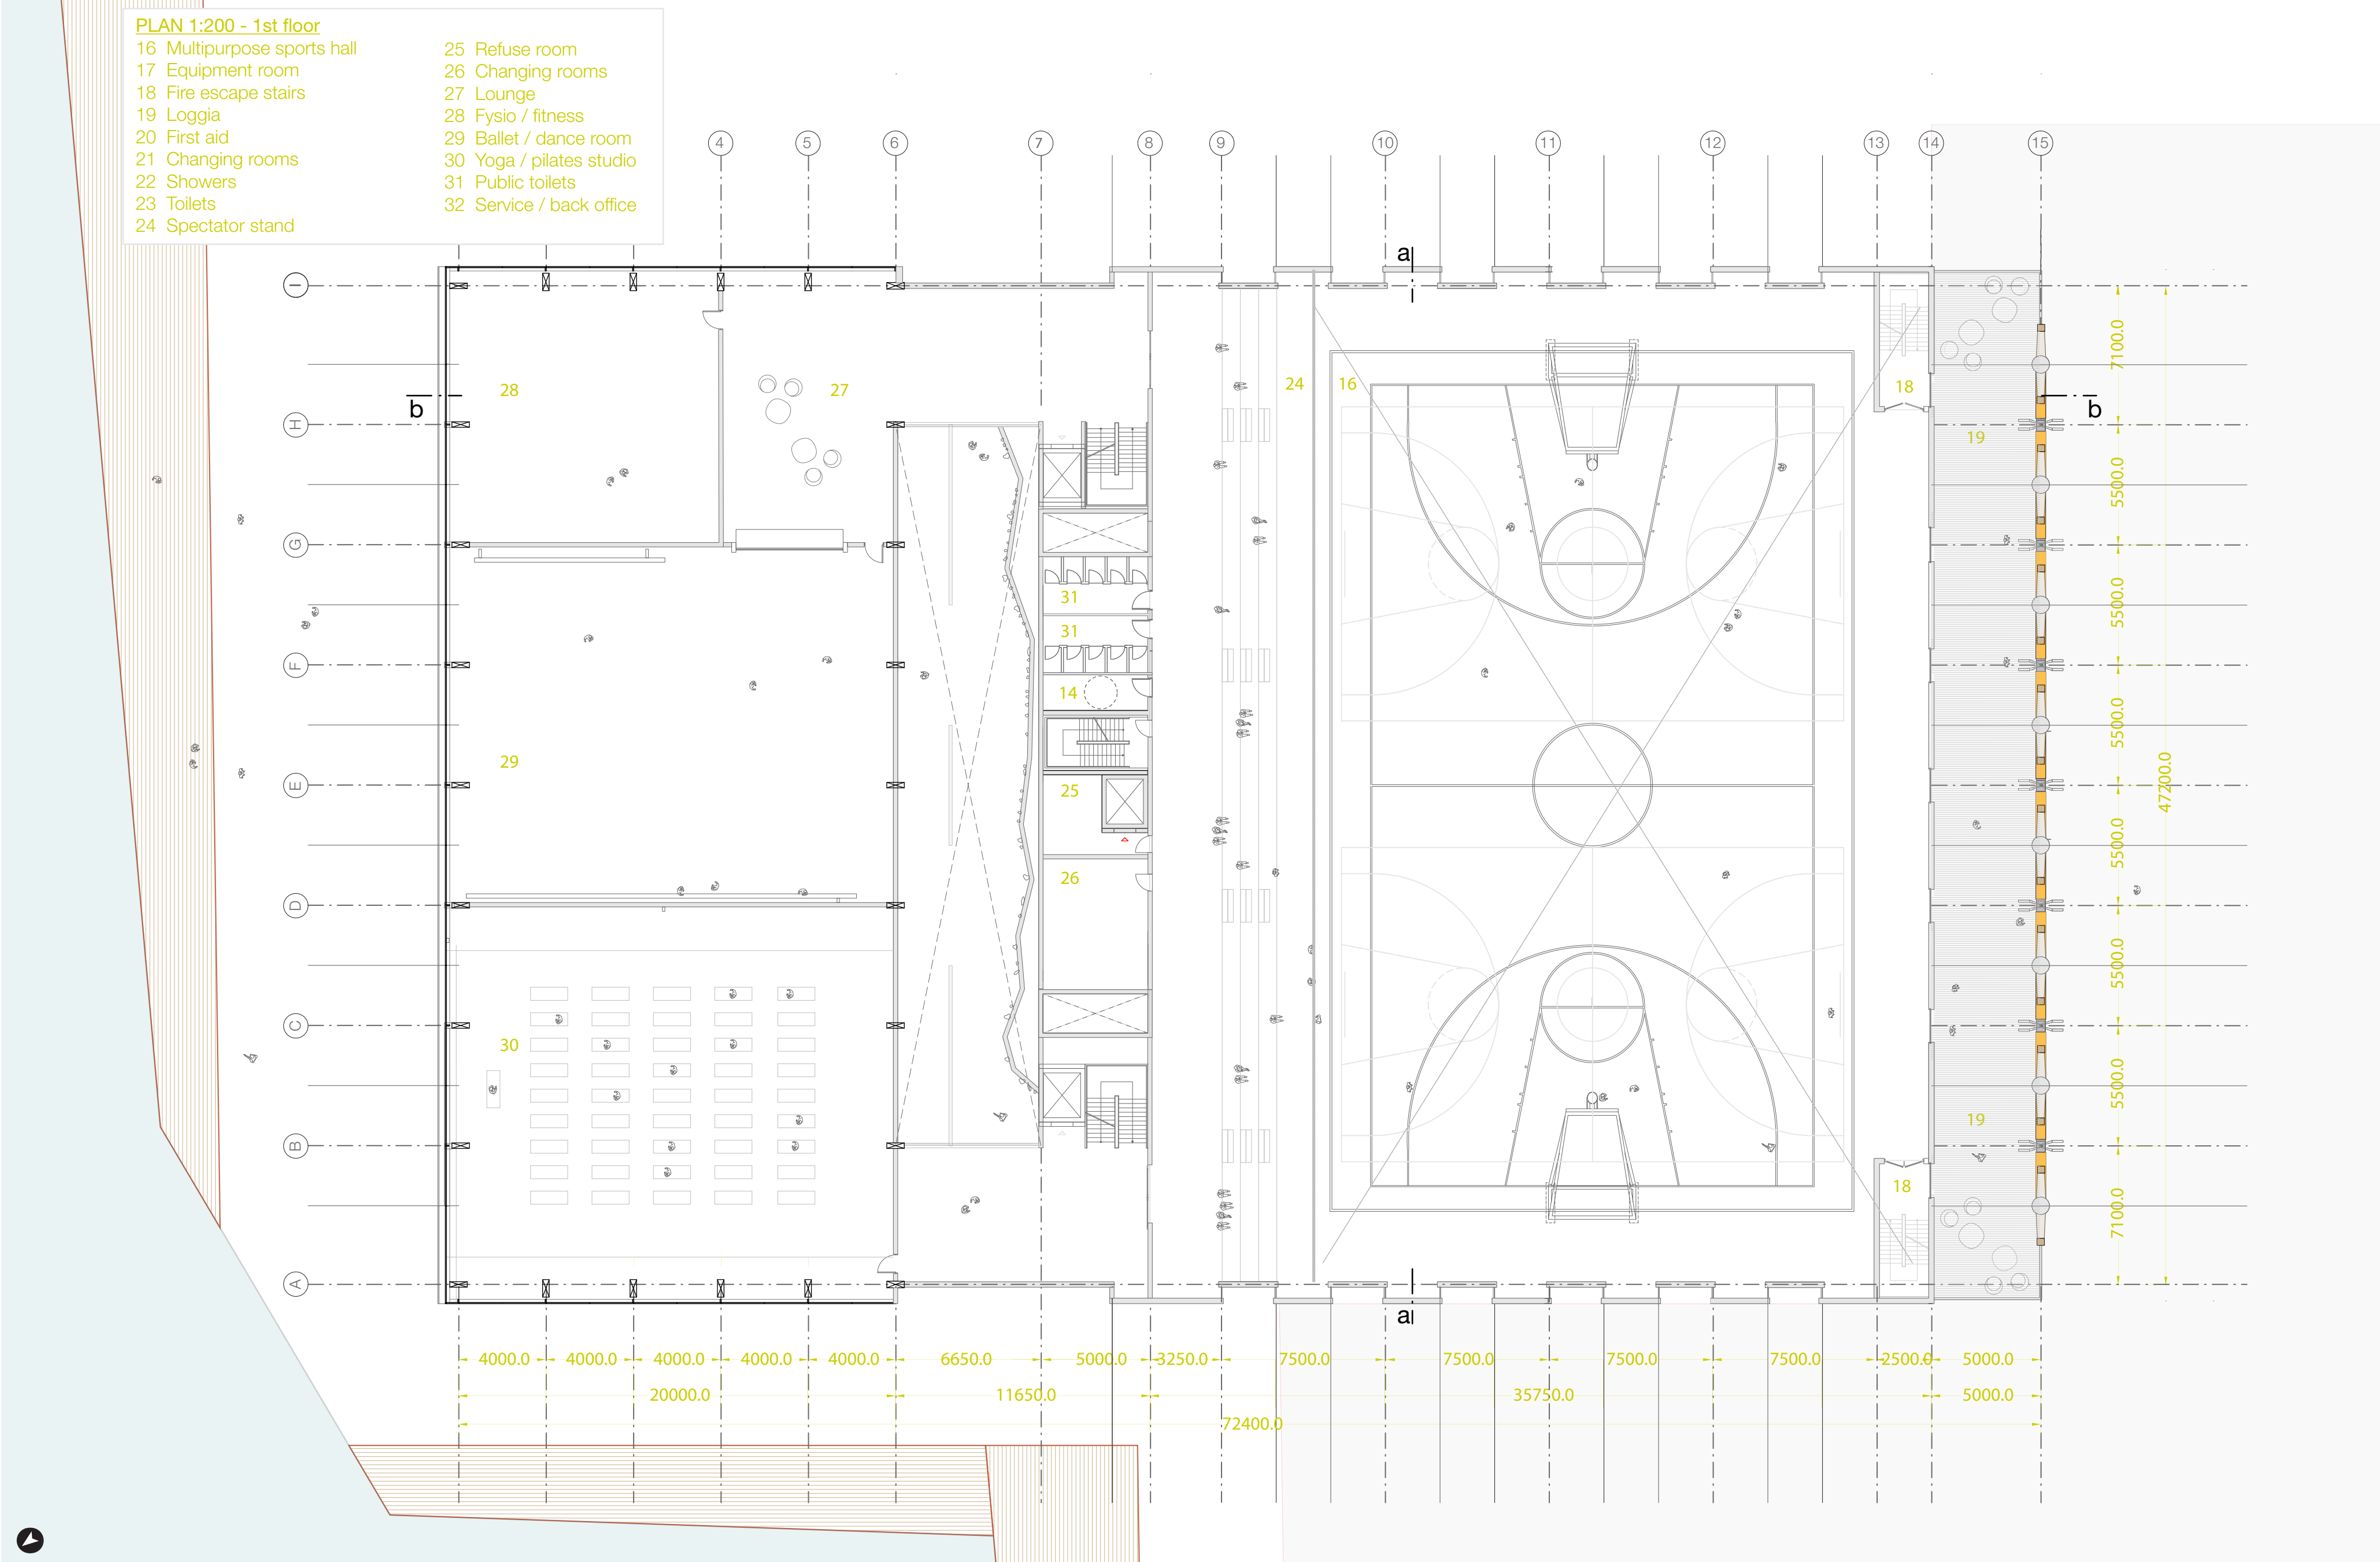 PLAN 1:200 - 1st floor
16 Multipurpose sports hall
17 Equipment room
18 Fire escape stairs
19 Loggia
20 First aid
21 Changing rooms
22 Showers
23 Toilets
24 Spectator stand
25 Refuse room
26 Changing rooms
27 Lounge
28 Fysio / fitness
29 Ballet / dance room
30 Yoga / pilates studio
31 Public toilets
32 Service / back office
4 5 6 7 8 9 10 11 12 13 14 15
a
I
7100.0
28 27 24 16 18
b b
H
19
5500.0
G
31
5500.0
31
F
14
5500.0
29
E
25
47200.0
5500.0
26
D
5500.0
C
30
5500.0
19
B
18
7100.0
A
a
4000.0 4000.0 4000.0 4000.0 4000.0 6650.0 5000.0 3250.0 7500.0 7500.0 7500.0 7500.0 2500.0 5000.0
20000.0 11650.0 35750.0 5000.0
72400.0